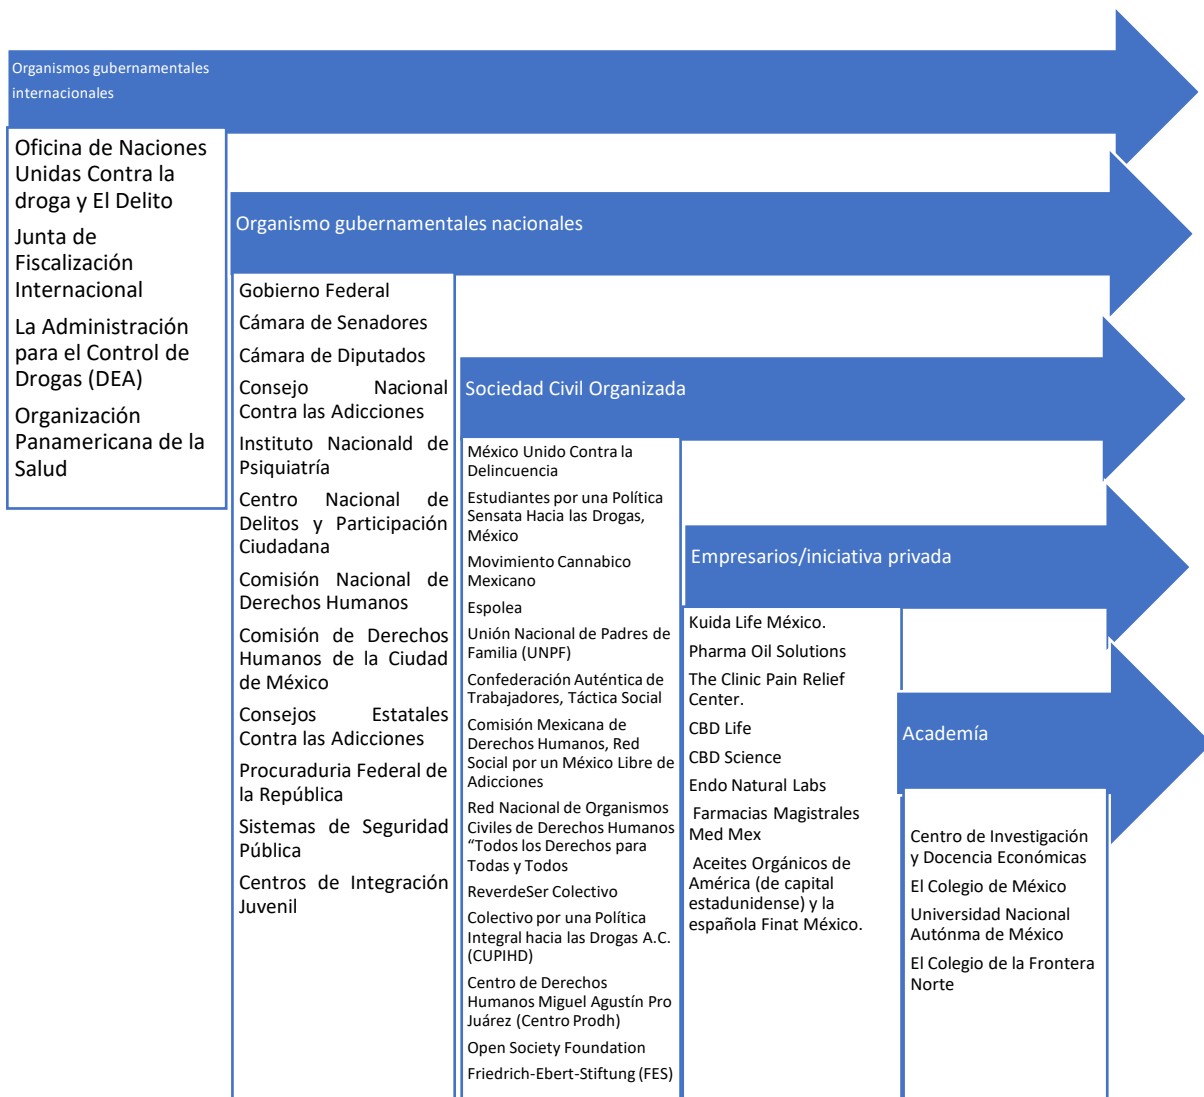 Organismos gubernamentales
internacionales
Oficina de Naciones
Unidas Contra la
droga y El Delito
Junta de
Fiscalización
Internacional
La Administración
para el Control de
Drogas (DEA)
Organización
Panamericana de la
Salud
Organismo gubernamentales nacionales
Gobierno Federal
Cámara de Senadores
Cámara de Diputados
Consejo Nacional
Contra las Adicciones
Instituto Nacionald de
Psiquiatría
Centro Nacional de
Delitos y Participación
Ciudadana
Comisión Nacional de
Derechos Humanos
Comisión de Derechos
Humanos de la Ciudad
de México
Consejos Estatales
Contra las Adicciones
Procuraduria Federal de
la República
Sistemas de Seguridad
Pública
Centros de Integración
Juvenil
Sociedad Civil Organizada
México Unido Contra la
Delincuencia
Estudiantes por una Política
Sensata Hacia las Drogas,
México
Movimiento Cannabico
Mexicano
Espolea
Unión Nacional de Padres de
Familia (UNPF)
Confederación Auténtica de
Trabajadores, Táctica Social
Comisión Mexicana de
Derechos Humanos, Red
Social por un México Libre de
Adicciones
Red Nacional de Organismos
Civiles de Derechos Humanos
“Todos los Derechos para
Todas y Todos
ReverdeSer Colectivo
Colectivo por una Política
Integral hacia las Drogas A.C.
(CUPIHD)
Centro de Derechos
Humanos Miguel Agustín Pro
Juárez (Centro Prodh)
Open Society Foundation
Friedrich-Ebert-Stiftung (FES)
Empresarios/iniciativa privada
Kuida Life México.
Pharma Oil Solutions
The Clinic Pain Relief
Center.
CBD Life
CBD Science
Endo Natural Labs
Farmacias Magistrales
Med Mex
Aceites Orgánicos de
América (de capital
estadunidense) y la
española Finat México.
Academía
Centro de Investigación
y Docencia Económicas
El Colegio de México
Universidad Nacional
Autónma de México
El Colegio de la Frontera
Norte